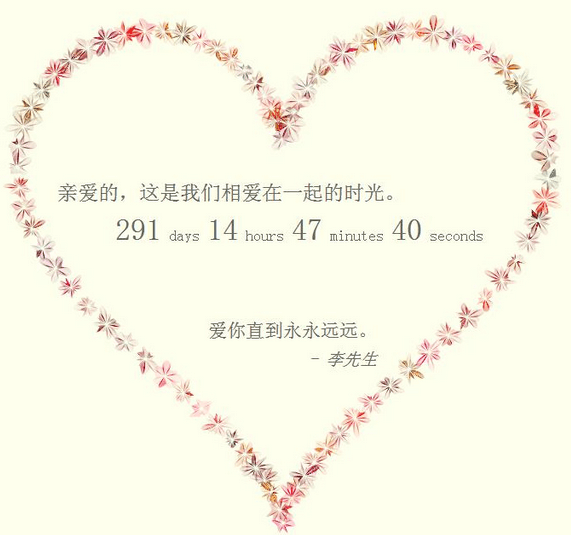 亲爱的，这是我们相爱在一起的时光。
291 days 14 hours 47 minutes 40 seconds
爱你直到永永远远。
- 李先生